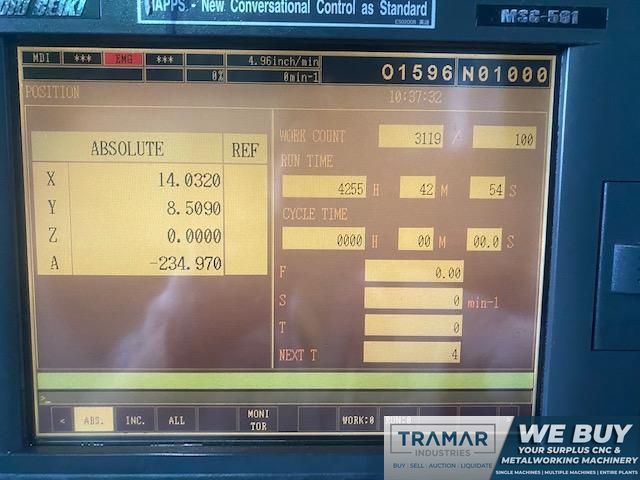 MAPPS - New Conversational Control as Standard
ES0200B
MSG-501
MDI *** EMG *** 4.96inch/min
0% 0min-1
O1596 N01000
POSITION 10:37:32
ABSOLUTE REF
X 14.0320
Y 8.5090
Z 0.0000
A -234.970
WORK COUNT 3119 / 100
RUN TIME
4255 H 42 M 54 S
CYCLE TIME
0000 H 00 M 00.0 S
F 0.00
S 0 min-1
T 0
NEXT T 4
>_
< ABS. INC. ALL MONI TOR WORK:0 RUN:0
TRAMAR
INDUSTRIES
BUY | SELL | AUCTION | LIQUIDATE
WE BUY
YOUR SURPLUS CNC &
METALWORKING MACHINERY
SINGLE MACHINES | MULTIPLE MACHINES | ENTIRE PLANTS